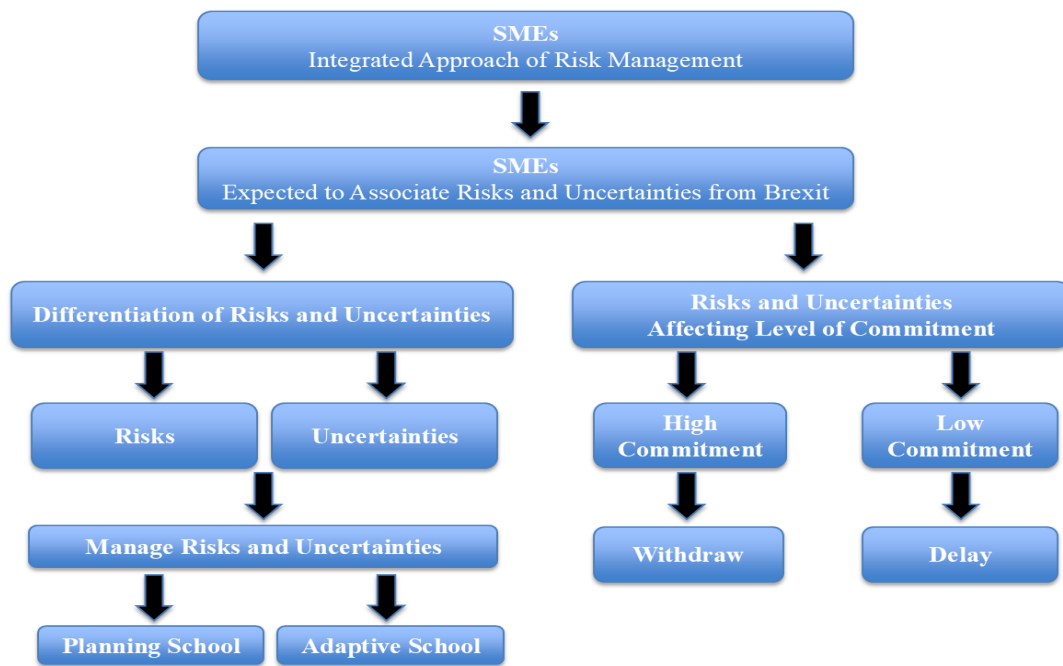 SMEs
Integrated Approach of Risk Management
SMEs
Expected to Associate Risks and Uncertainties from Brexit
Differentiation of Risks and Uncertainties
Risks and Uncertainties
Affecting Level of Commitment
Risks
Uncertainties
High
Commitment
Low
Commitment
Manage Risks and Uncertainties
Withdraw
Delay
Planning School
Adaptive School